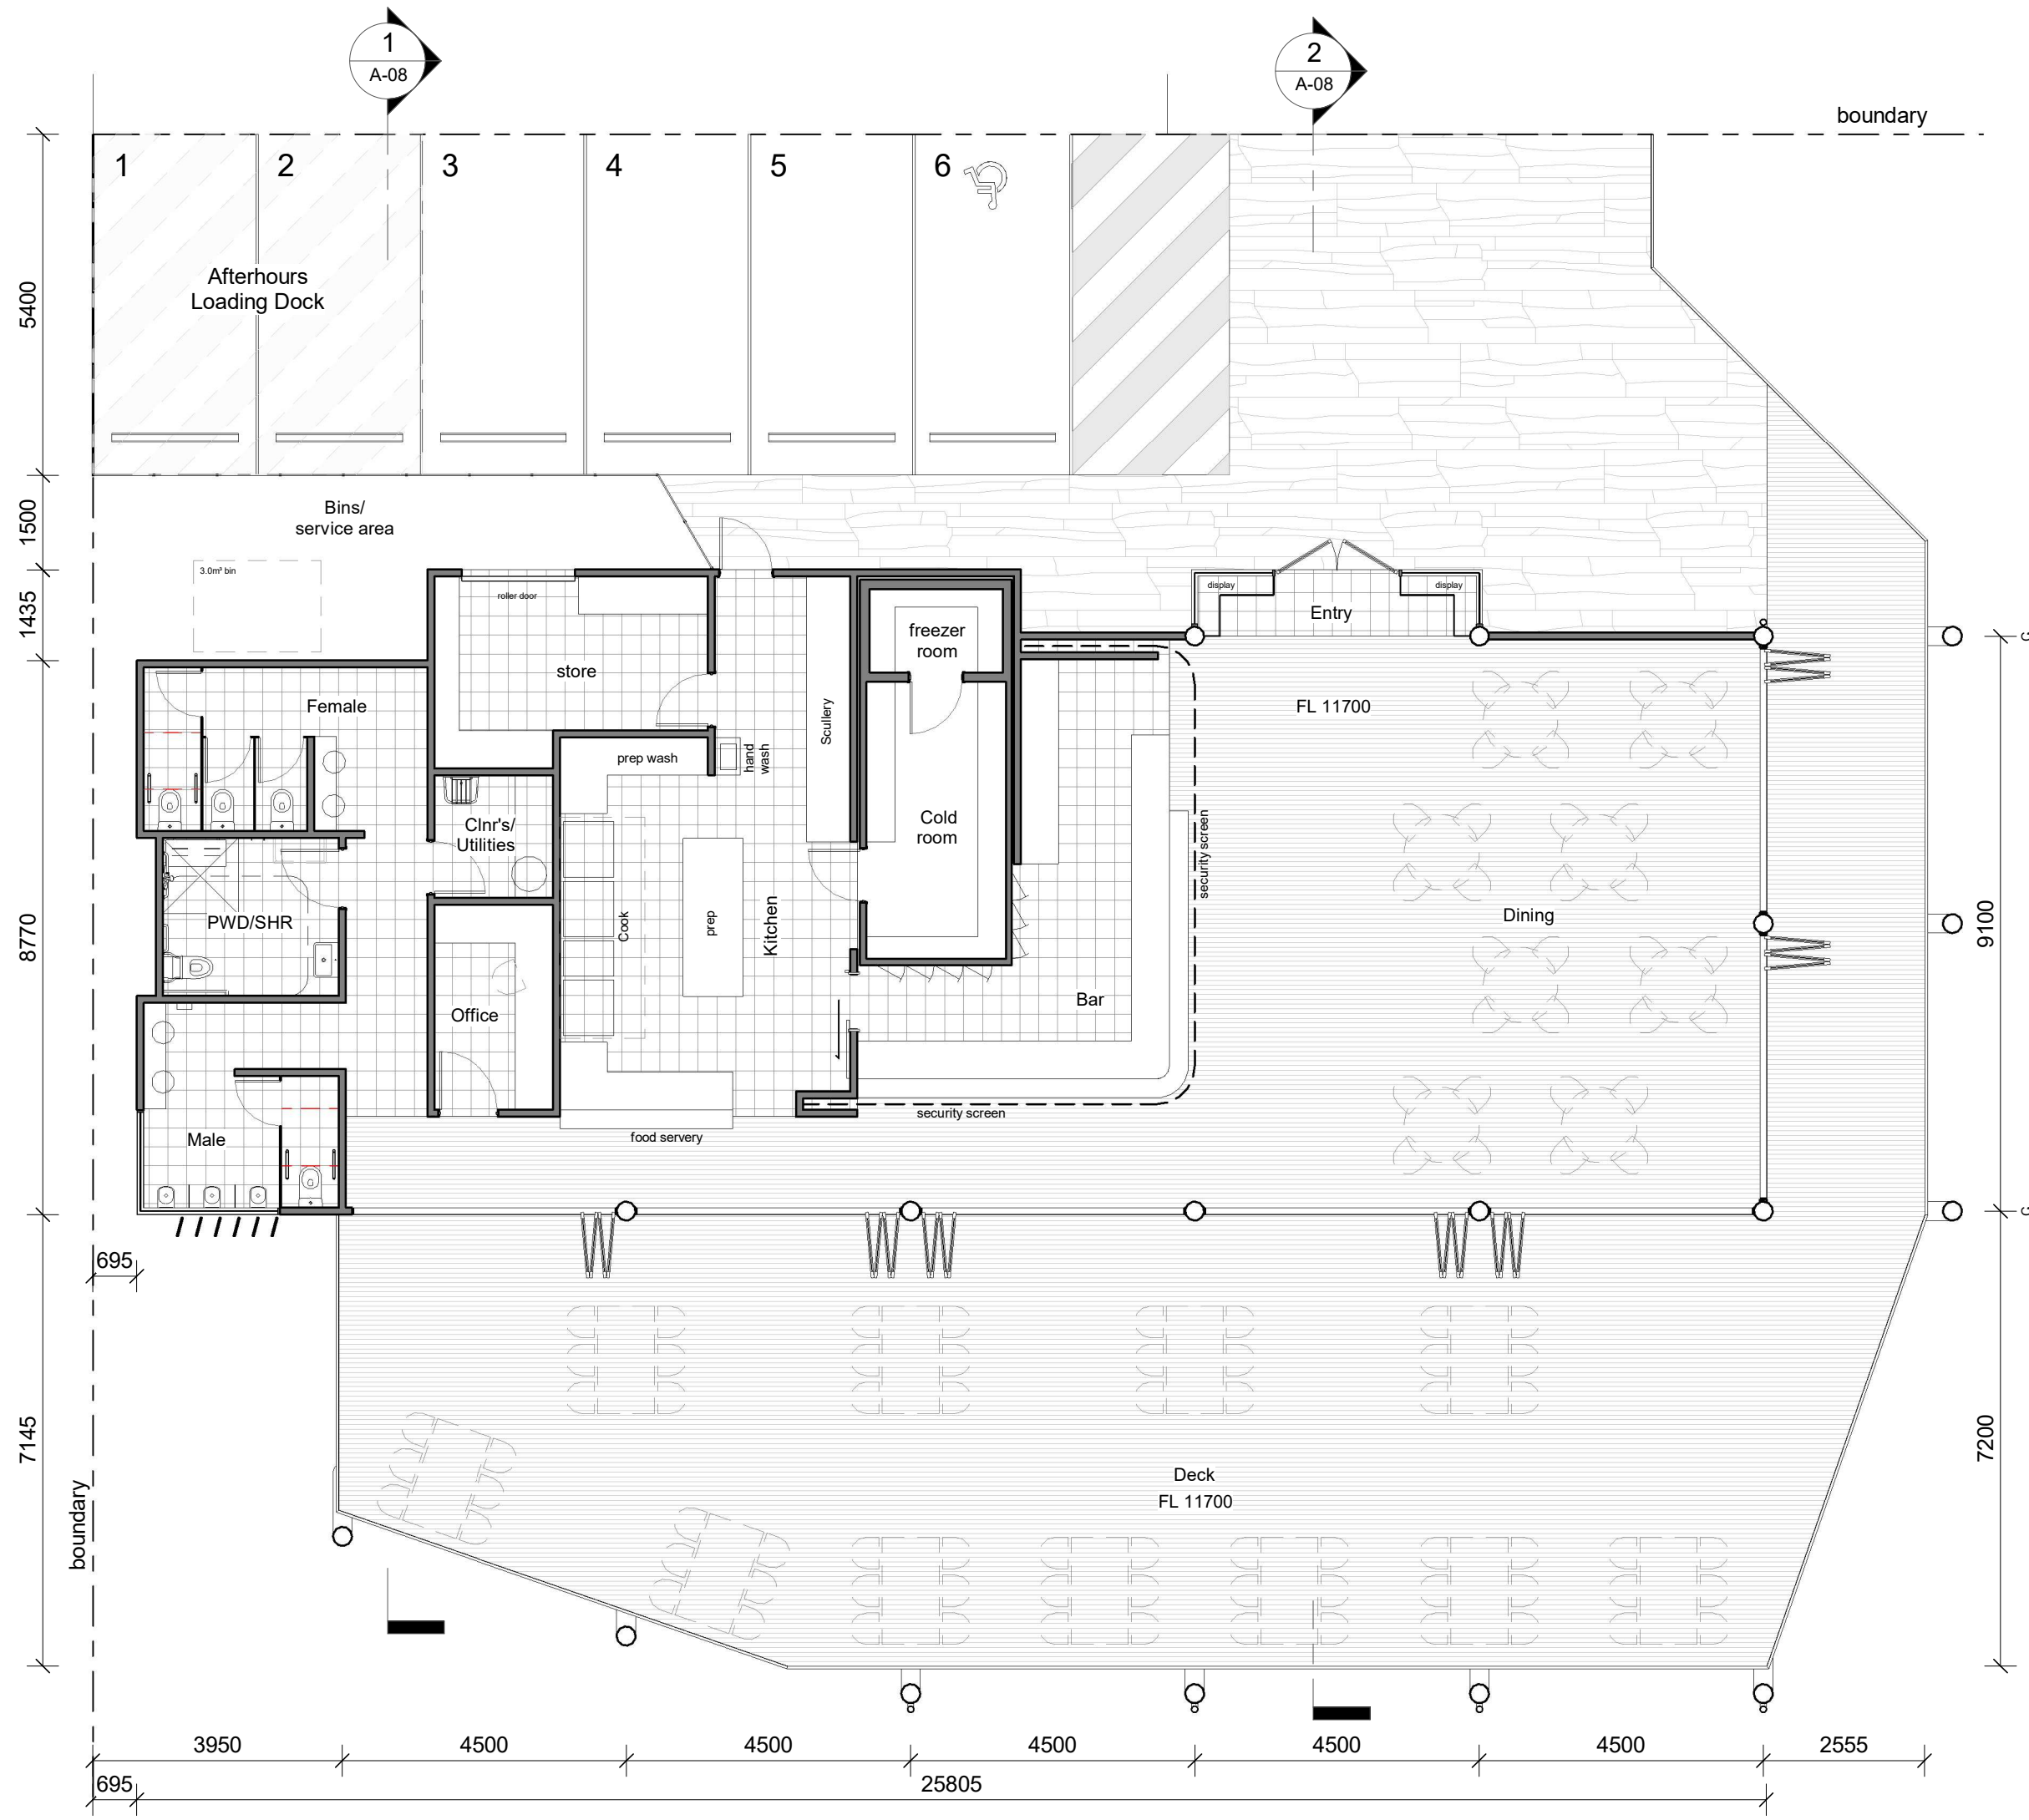 1
A-08
2
A-08
boundary
1
2
3
4
5
6
Afterhours
Loading Dock
5400
Bins/
service area
1500
3.0m³ bin
roller door
1435
display
display
Entry
freezer
room
store
Female
FL 11700
Scullery
prep wash
hand
wash
Clnr's/
Utilities
Cold
room
security screen
PWD/SHR
Cook
prep
Kitchen
Dining
8770
9100
Office
Bar
security screen
food servery
Male
695
7145
7200
Deck
FL 11700
boundary
3950
4500
4500
4500
4500
4500
2555
695
25805